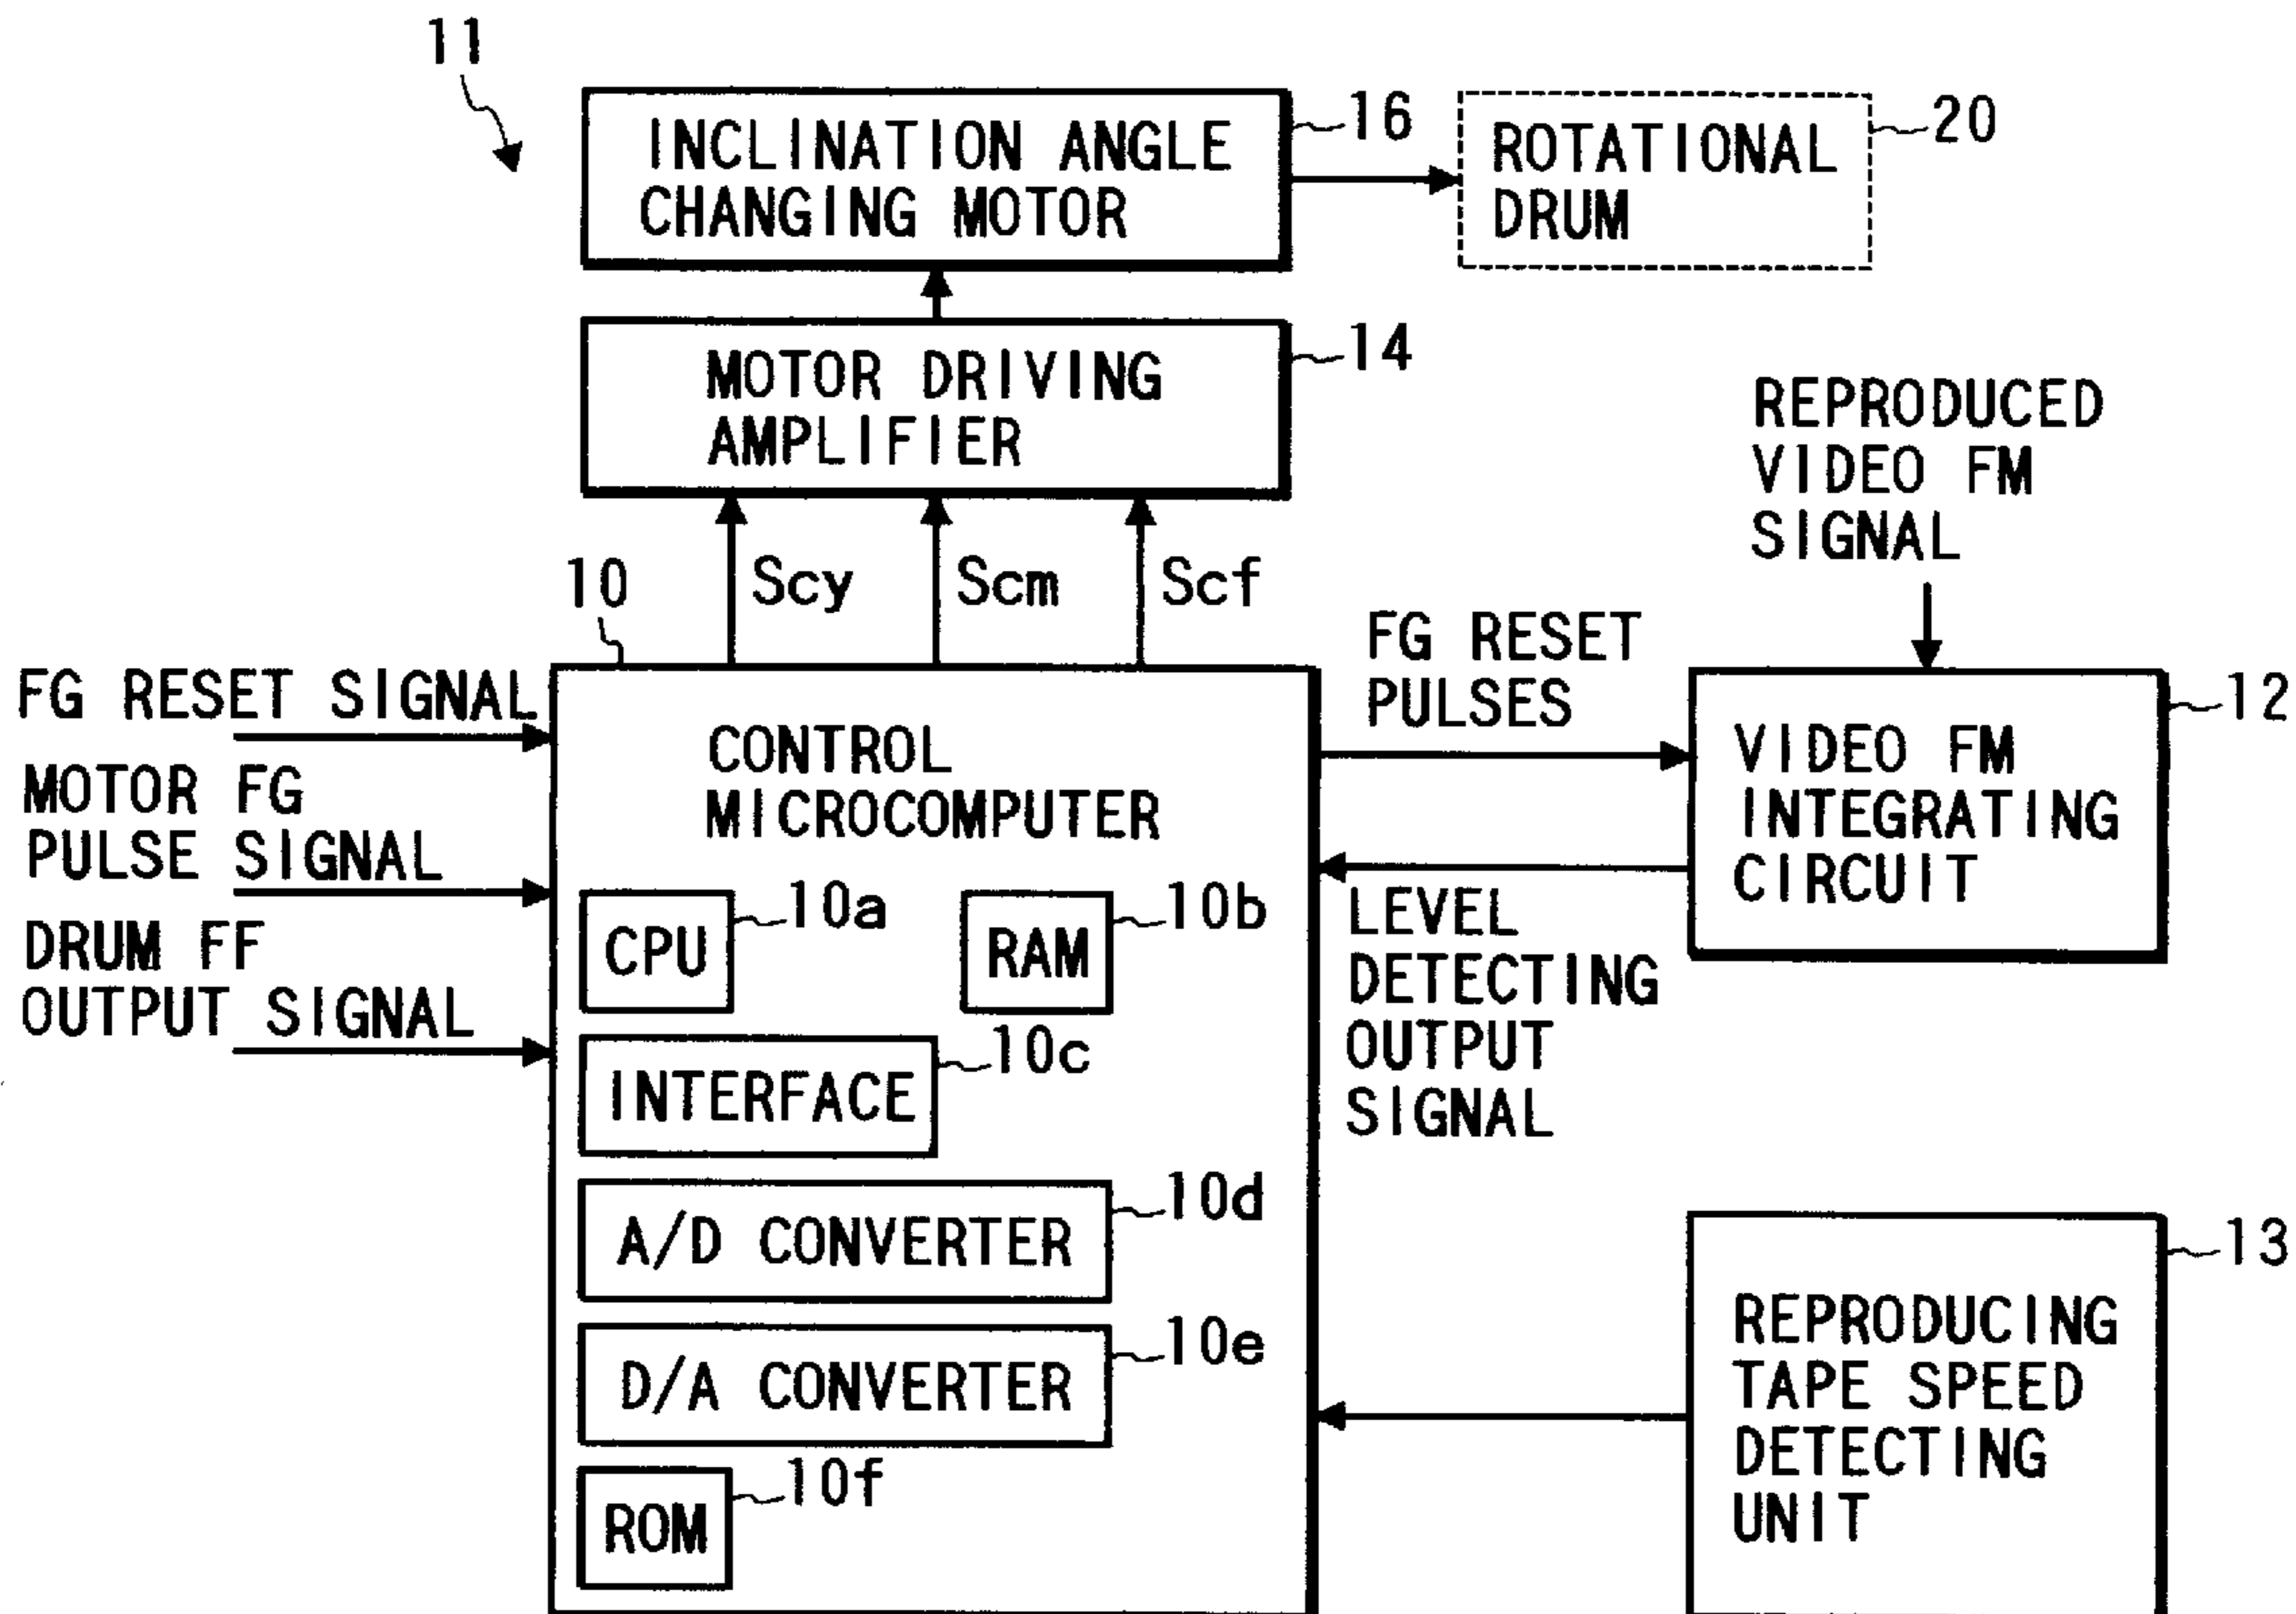 11
INCLINATION ANGLE
CHANGING MOTOR
16
ROTATIONAL
DRUM
20
MOTOR DRIVING
AMPLIFIER
14
REPRODUCED
VIDEO FM
SIGNAL
10
Scy
Scm
Scf
FG RESET
PULSES
FG RESET SIGNAL
MOTOR FG
PULSE SIGNAL
DRUM FF
OUTPUT SIGNAL
CONTROL
MICROCOMPUTER
VIDEO FM
INTEGRATING
CIRCUIT
12
CPU
10a
RAM
10b
LEVEL
DETECTING
OUTPUT
SIGNAL
INTERFACE
10c
A/D CONVERTER
10d
D/A CONVERTER
10e
ROM
10f
REPRODUCING
TAPE SPEED
DETECTING
UNIT
13